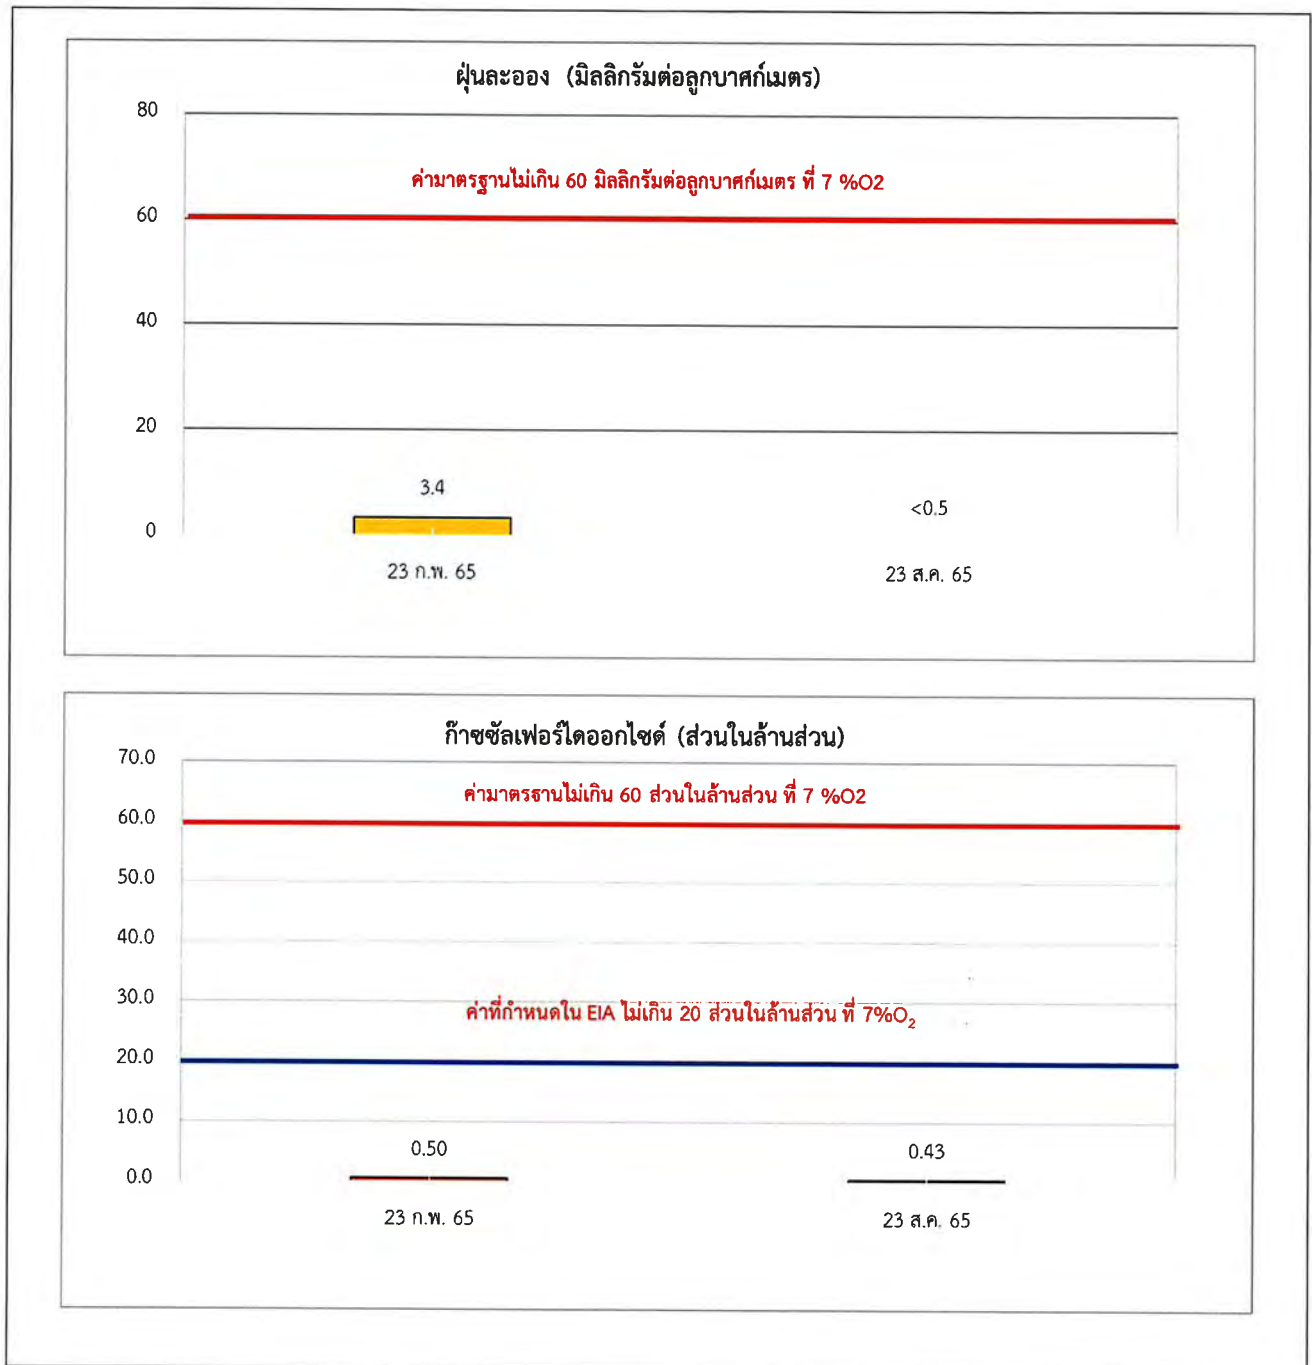 ฝุ่นละออง (มิลลิกรัมต่อลูกบาศก์เมตร)
80
ค่ามาตรฐานไม่เกิน 60 มิลลิกรัมต่อลูกบาศก์เมตร ที่ 7 %O2
60
40
20
3.4
<0.5
0
23 ก.พ. 65
23 ส.ค. 65
ก๊าซซัลเฟอร์ไดออกไซด์ (ส่วนในล้านส่วน)
70.0
ค่ามาตรฐานไม่เกิน 60 ส่วนในล้านส่วน ที่ 7 %O2
60.0
50.0
40.0
30.0
ค่าที่กำหนดใน EIA ไม่เกิน 20 ส่วนในล้านส่วน ที่ 7%O₂
20.0
10.0
0.50
0.43
0.0
23 ก.พ. 65
23 ส.ค. 65